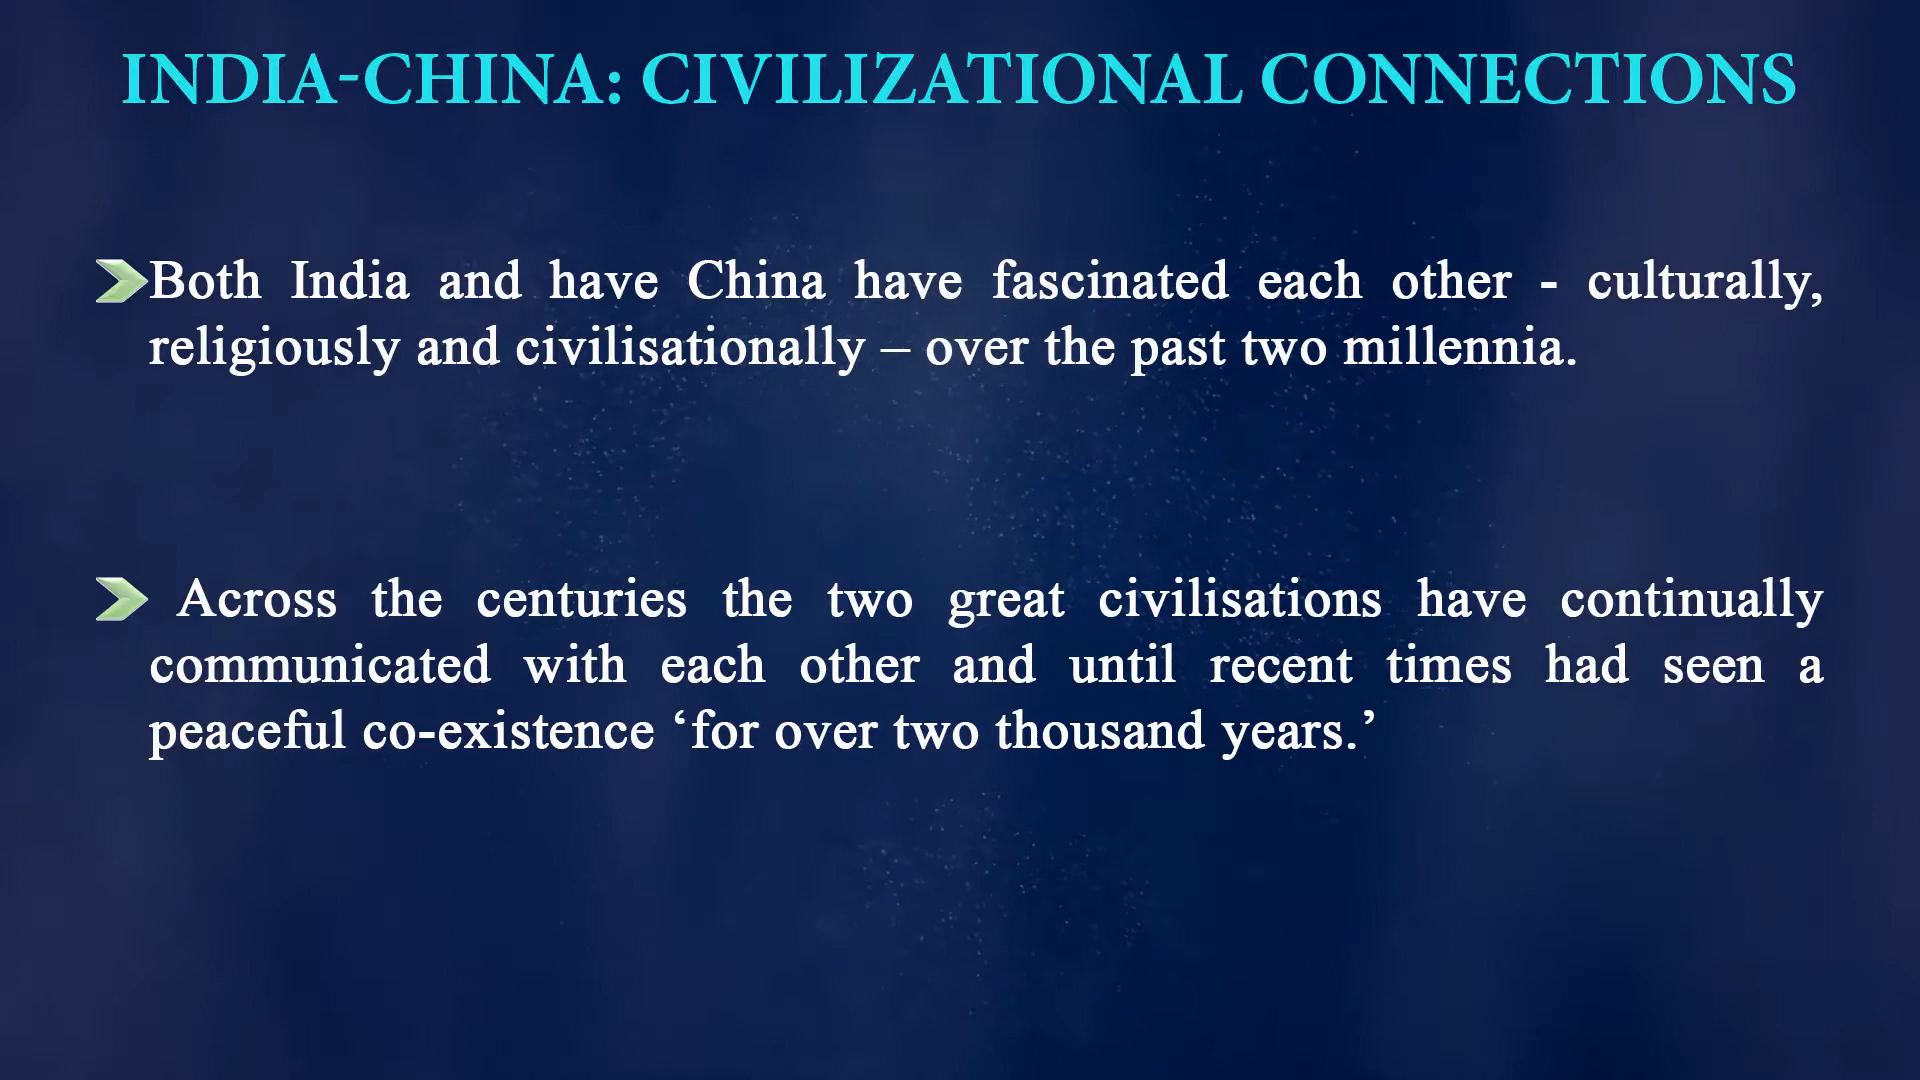 INDIA-CHINA: CIVILIZATIONAL CONNECTIONS
Both India and have China have fascinated each other - culturally,
religiously and civilisationally – over the past two millennia.
Across the centuries the two great civilisations have continually
communicated with each other and until recent times had seen a
peaceful co-existence ‘for over two thousand years.’